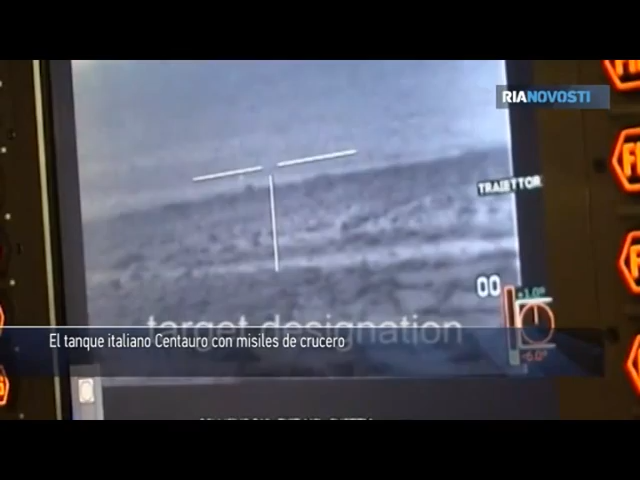 RIANOVOSTI
TRAIETTOR
00
+1.0°
target designation
El tanque italiano Centauro con misiles de crucero
-6.0°